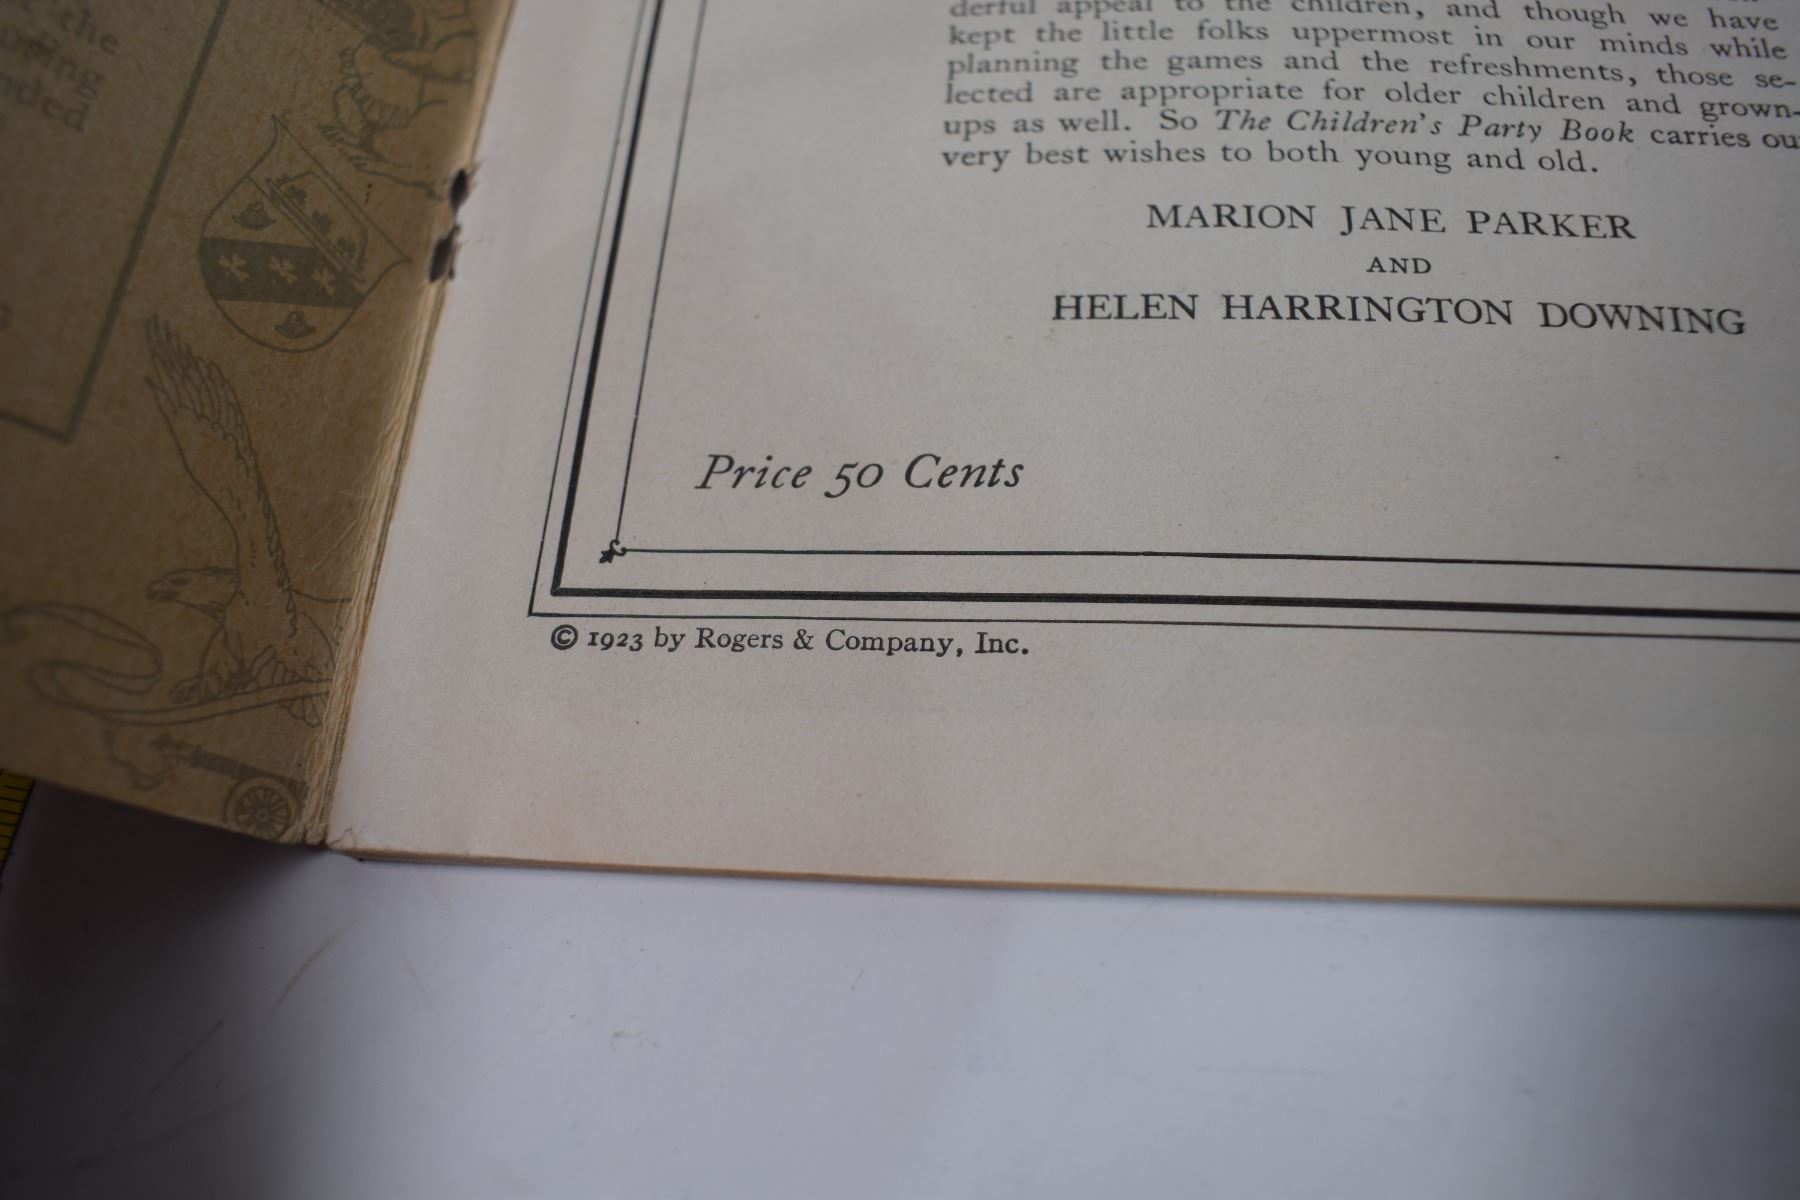 the
derful appeal to the children, and though we have
kept the little folks uppermost in our minds while
planning the games and the refreshments, those se-
lected are appropriate for older children and grown-
ups as well. So The Children's Party Book carries
very best wishes to both young and old.
MARION JANE PARKER
AND
HELEN HARRINGTON DOWNING
Price 50 Cents
© 1923 by Rogers & Company, Inc.